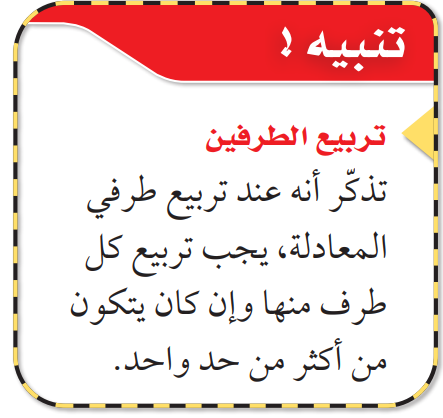 تنبيه !
تربيع الطرفين
تذكّر أنه عند تربيع طرفي
المعادلة، يجب تربيع كل
طرف منها وإن كان يتكون
من أكثر من حد واحد.